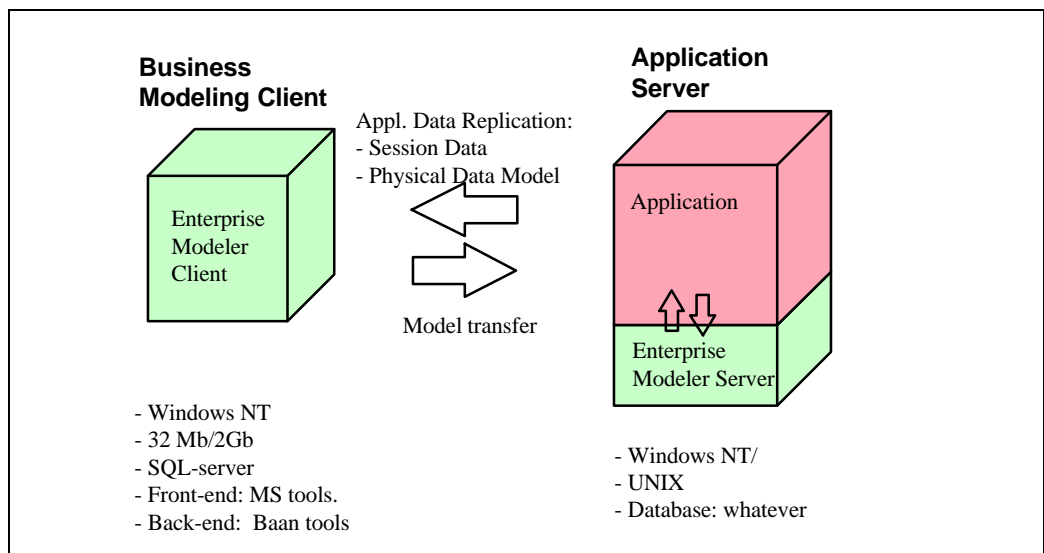 Business
Modeling Client
Application
Server
Appl. Data Replication:
- Session Data
- Physical Data Model
Enterprise
Modeler
Client
Application
Model transfer
Enterprise
Modeler Server
- Windows NT
- 32 Mb/2Gb
- SQL-server
- Front-end: MS tools.
- Back-end: Baan tools
- Windows NT/
- UNIX
- Database: whatever